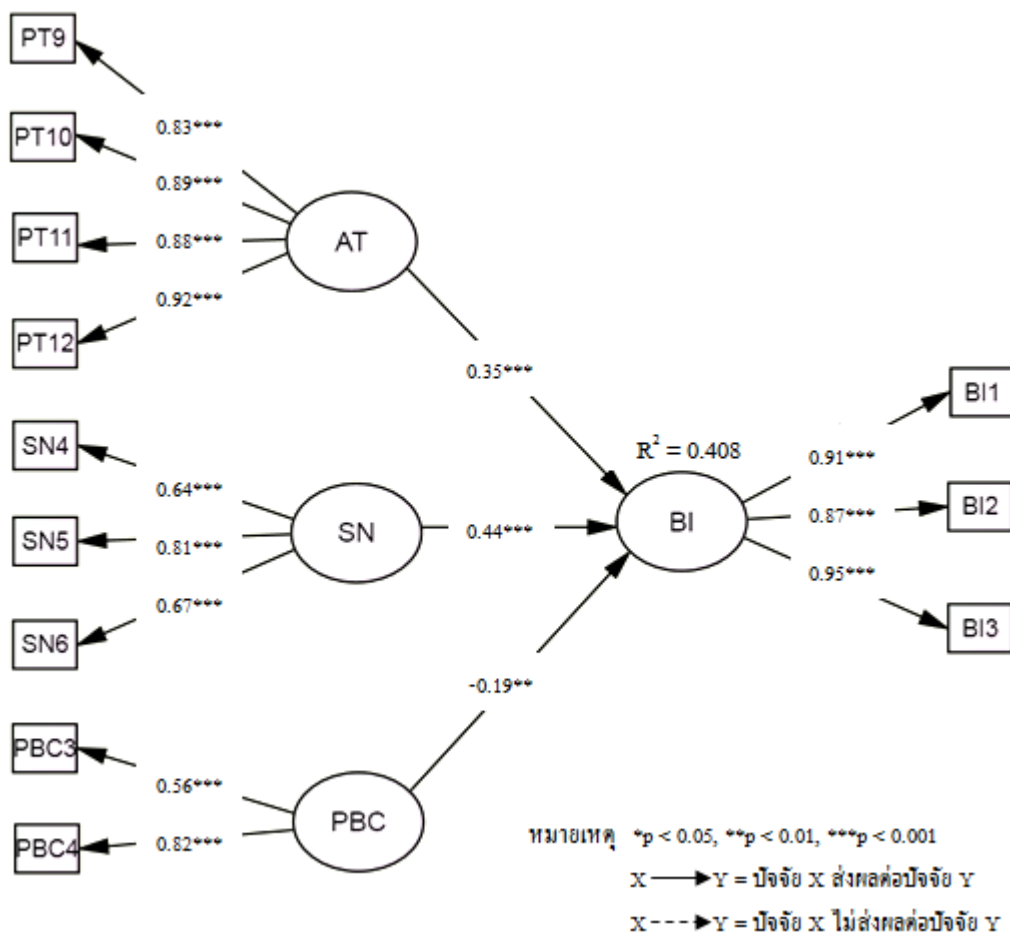 PT9
0.83***
PT10
0.89***
PT11
0.88***
PT12
0.92***
AT
0.35***
SN4
0.64***
SN5
0.81***
SN6
0.67***
SN
0.44***
R² = 0.408
BI
BI1
0.91***
BI2
0.87***
BI3
0.95***
-0.19**
PBC3
0.56***
PBC4
0.82***
PBC
หมายเหตุ *p < 0.05, **p < 0.01, ***p < 0.001
X ⟶ Y = ปัจจัย X ส่งผลต่อปัจจัย Y
X ----► Y = ปัจจัย X ไม่ส่งผลต่อปัจจัย Y